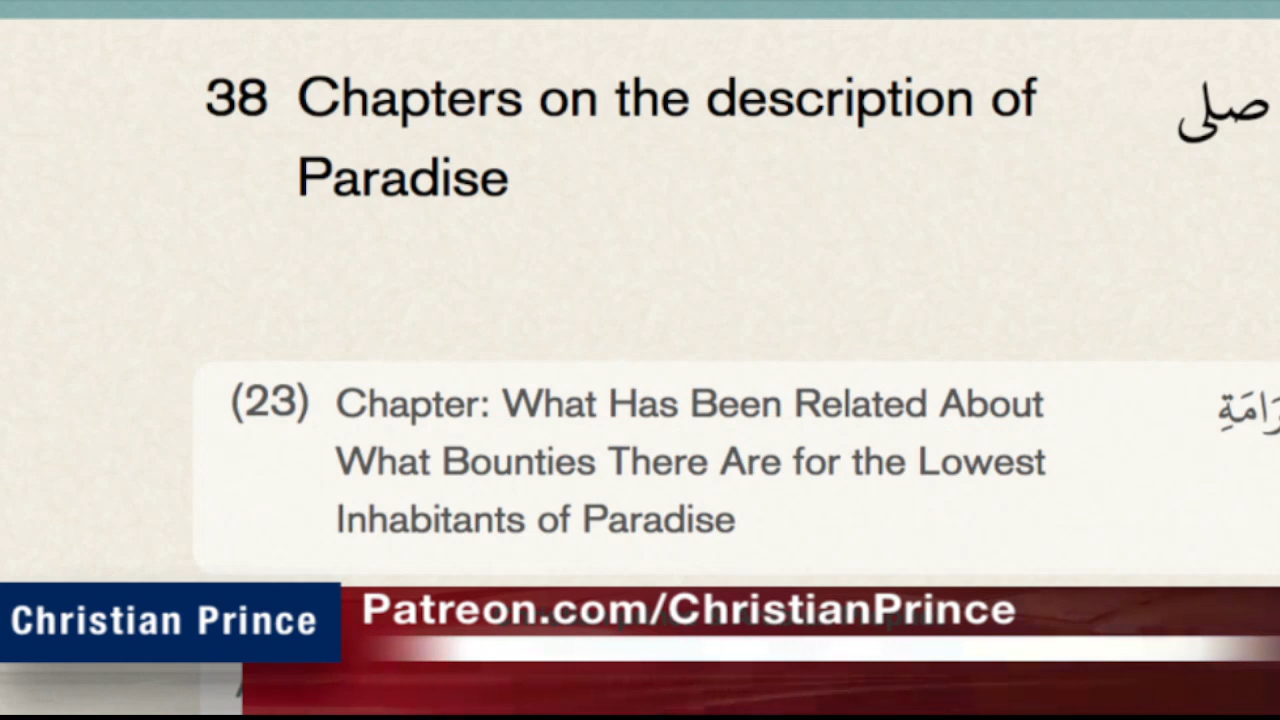 38 Chapters on the description of صلى
Paradise
(23) Chapter: What Has Been Related About
What Bounties There Are for the Lowest
Inhabitants of Paradise
Christian Prince
Patreon.com/ChristianPrince